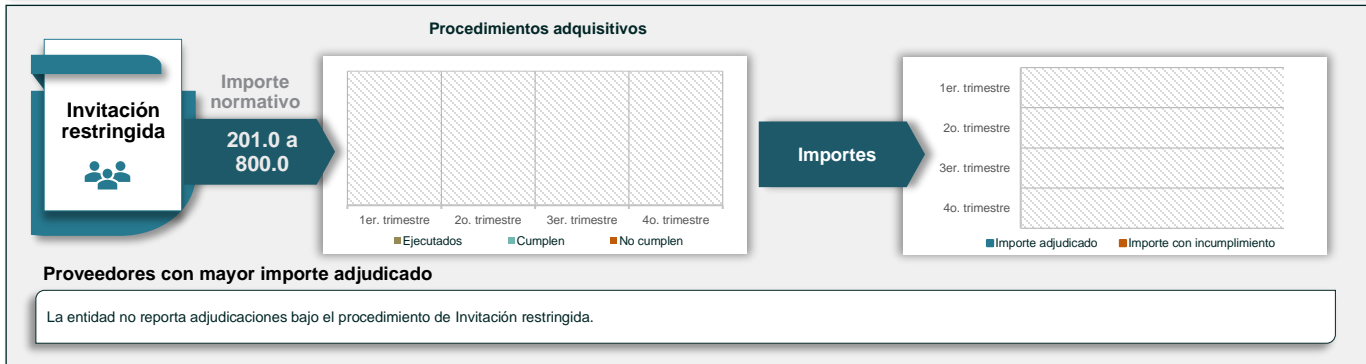 Procedimientos adquisitivos
Invitación
restringida
Importe
normativo
201.0 a
800.0
1er. trimestre 2o. trimestre 3er. trimestre 4o. trimestre
Ejecutados Cumplen No cumplen
Importes
1er. trimestre
2o. trimestre
3er. trimestre
4o. trimestre
Importe adjudicado Importe con incumplimiento
Proveedores con mayor importe adjudicado
La entidad no reporta adjudicaciones bajo el procedimiento de Invitación restringida.